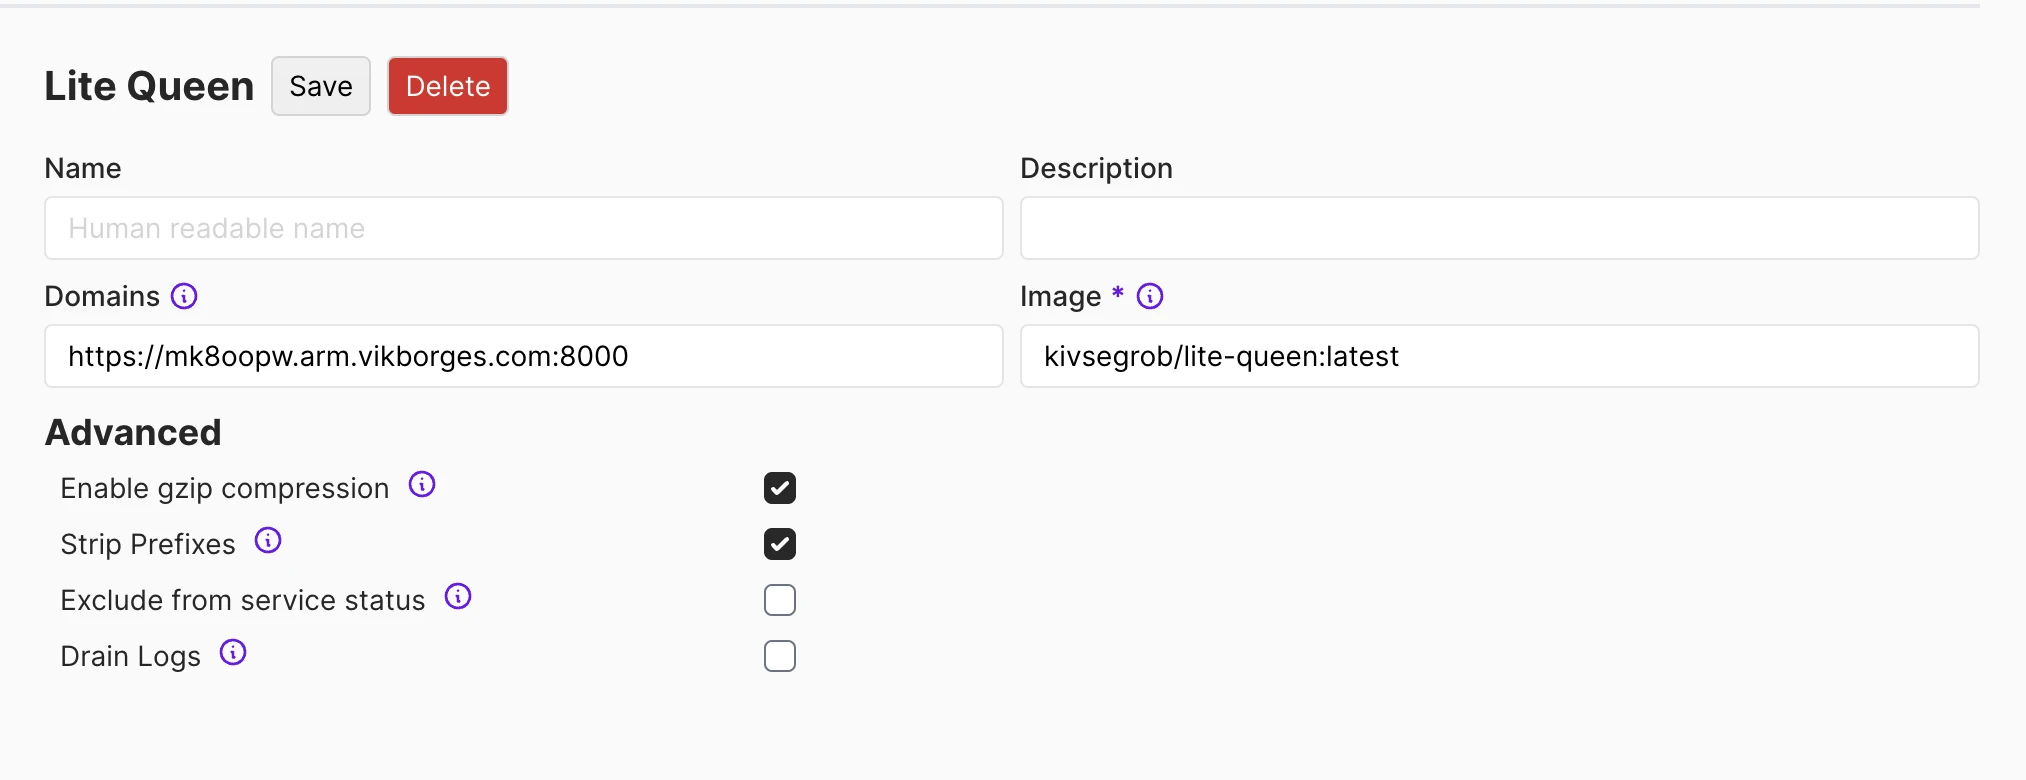 Lite Queen Save Delete
Name
Human readable name
Description
Domains
https://mk8oopw.arm.vikborges.com:8000
Image *
kivsegrob/lite-queen:latest
Advanced
Enable gzip compression
Strip Prefixes
Exclude from service status
Drain Logs